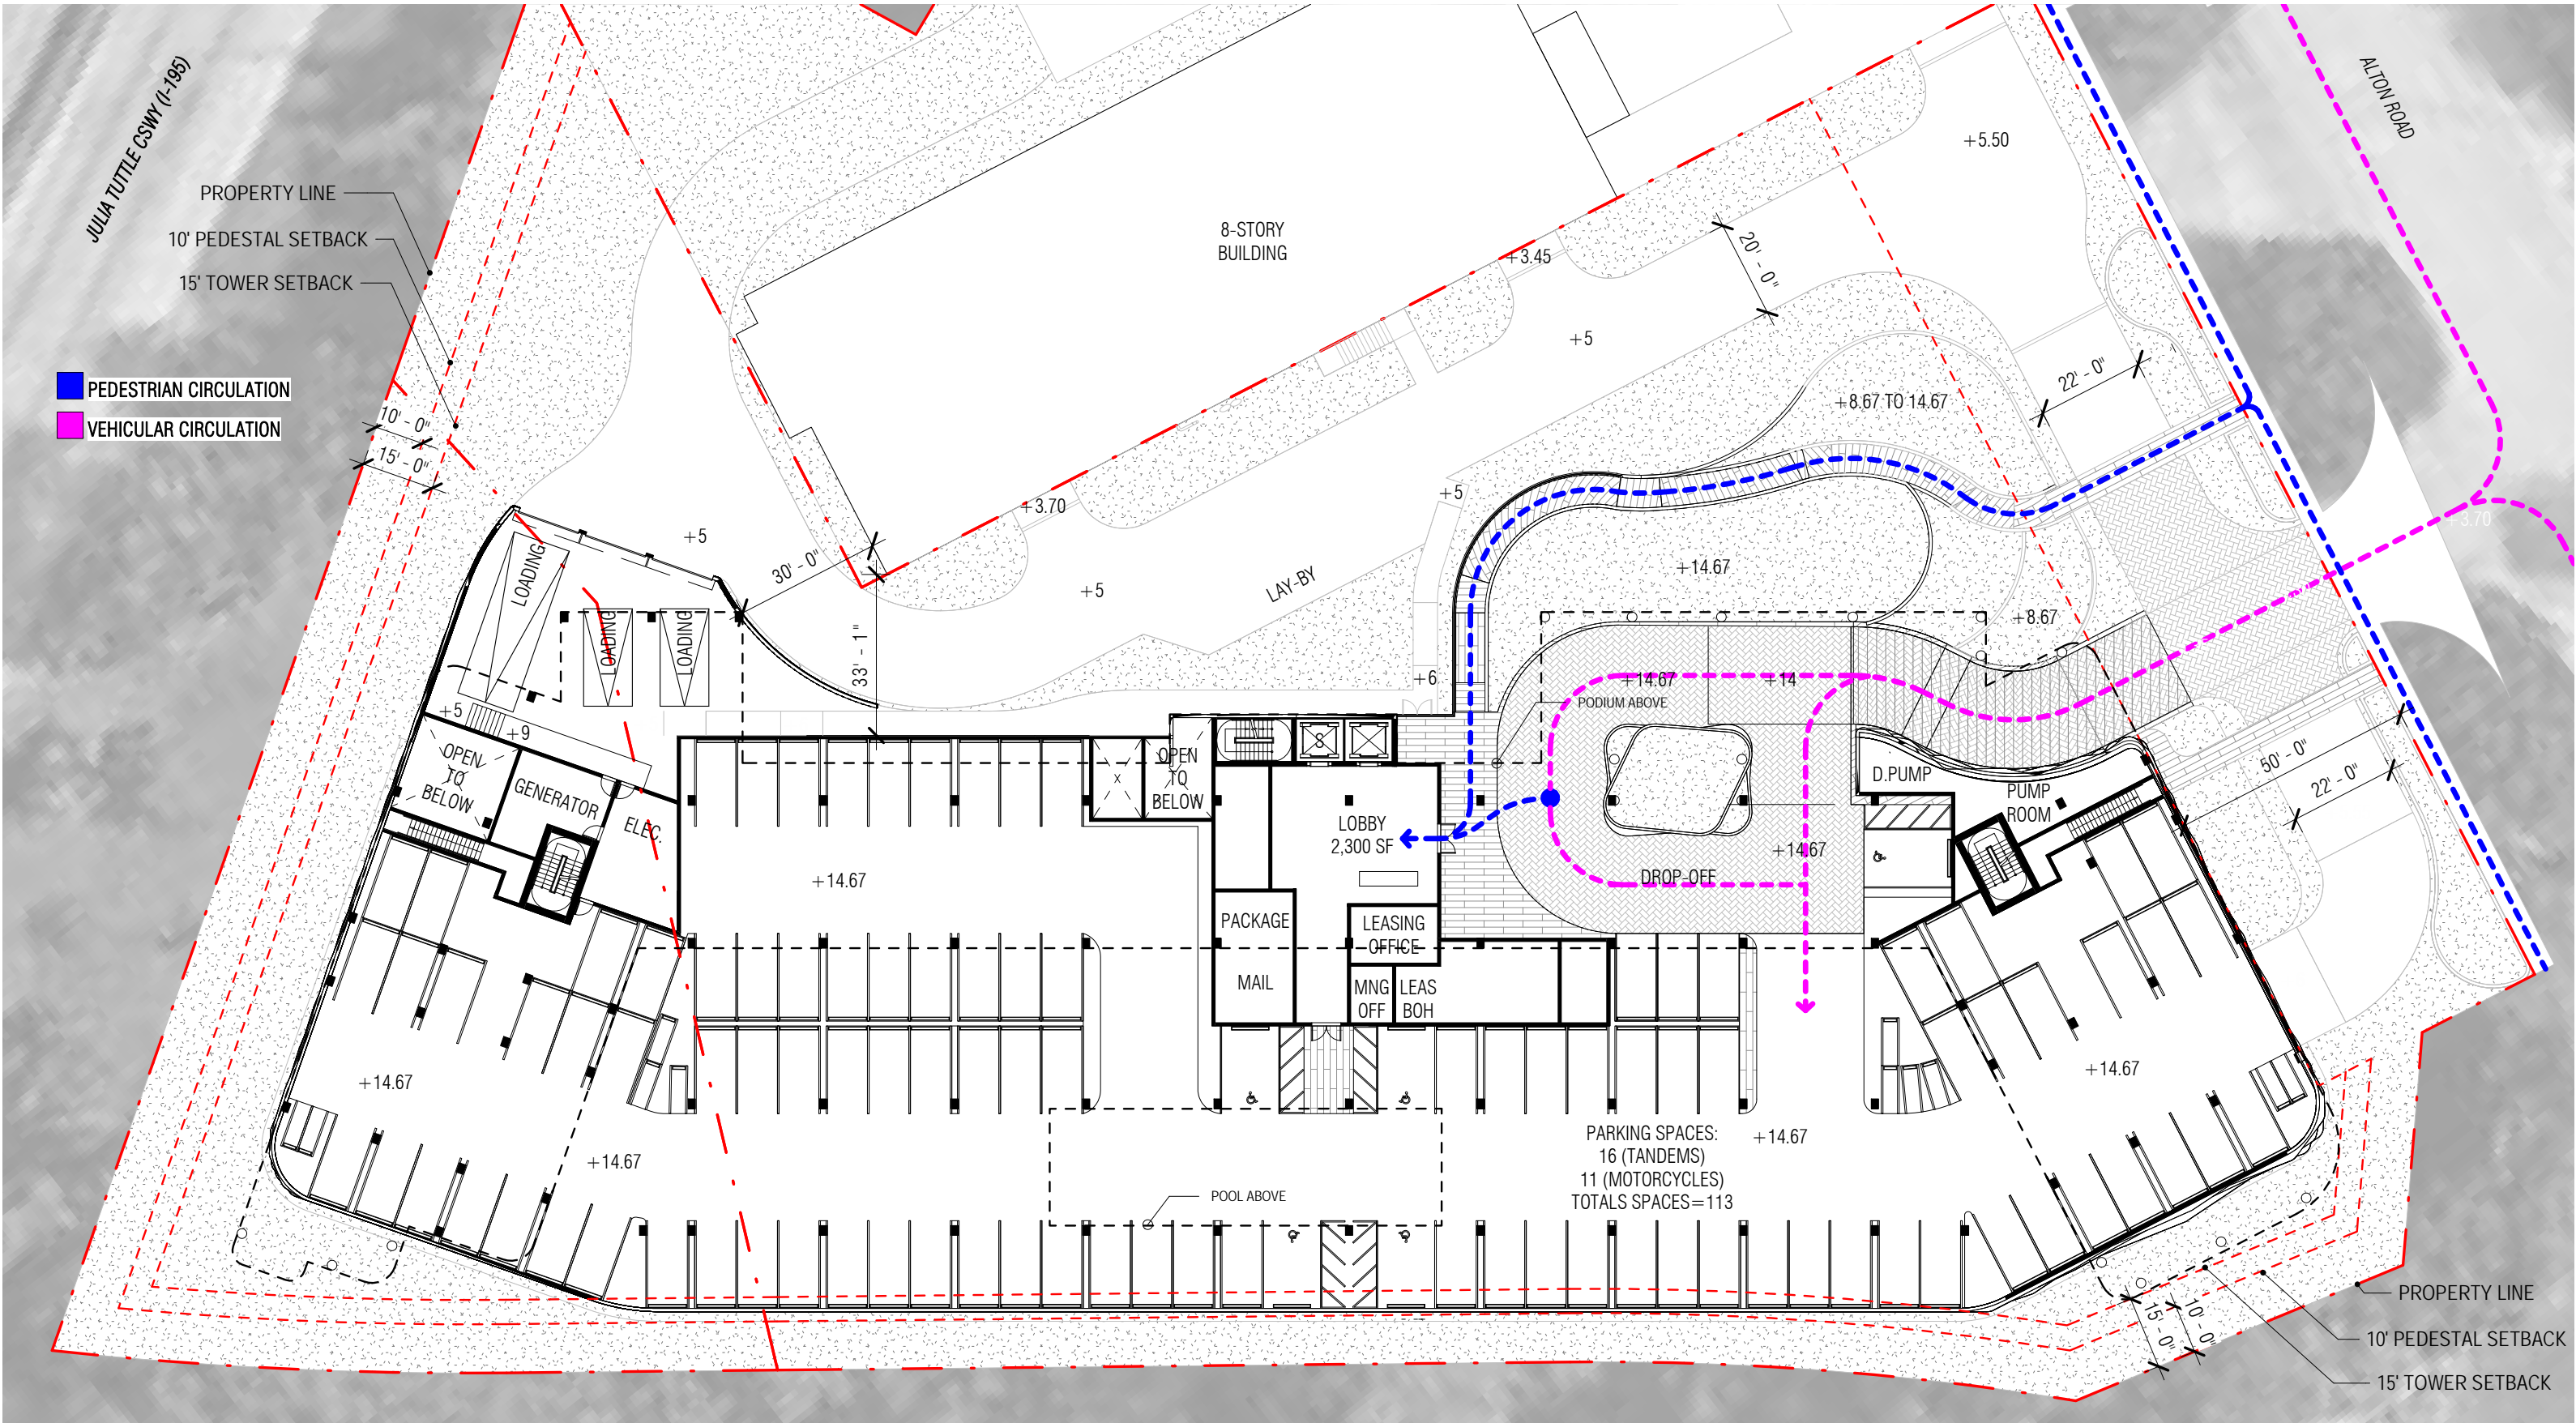 JULIA TUTTLE CSWY (I-195)
ALTON ROAD
PROPERTY LINE
10' PEDESTAL SETBACK
15' TOWER SETBACK
PEDESTRIAN CIRCULATION
VEHICULAR CIRCULATION
10' - 0"
15' - 0"
8-STORY
BUILDING
+5.50
+3.45
20' - 0"
+5
22' - 0"
+8.67 TO 14.67
+3.70
+5
+3.70
+5
30' - 0"
+5
LAY-BY
+14.67
+8.67
33' - 1"
LOADING
LOADING
LOADING
+6
+14.67
+14
PODIUM ABOVE
+5
+9
OPEN
TO
BELOW
GENERATOR
ELEC.
X
OPEN
TO
BELOW
S
D.PUMP
PUMP
ROOM
50' - 0"
22' - 0"
LOBBY
2,300 SF
+14.67
+14.67
DROP-OFF
PACKAGE
LEASING
OFFICE
MAIL
MNG
OFF
LEAS
BOH
+14.67
+14.67
+14.67
PARKING SPACES:
16 (TANDEMS)
11 (MOTORCYCLES)
TOTALS SPACES=113
+14.67
POOL ABOVE
15' - 0"
10' - 0"
PROPERTY LINE
10' PEDESTAL SETBACK
15' TOWER SETBACK